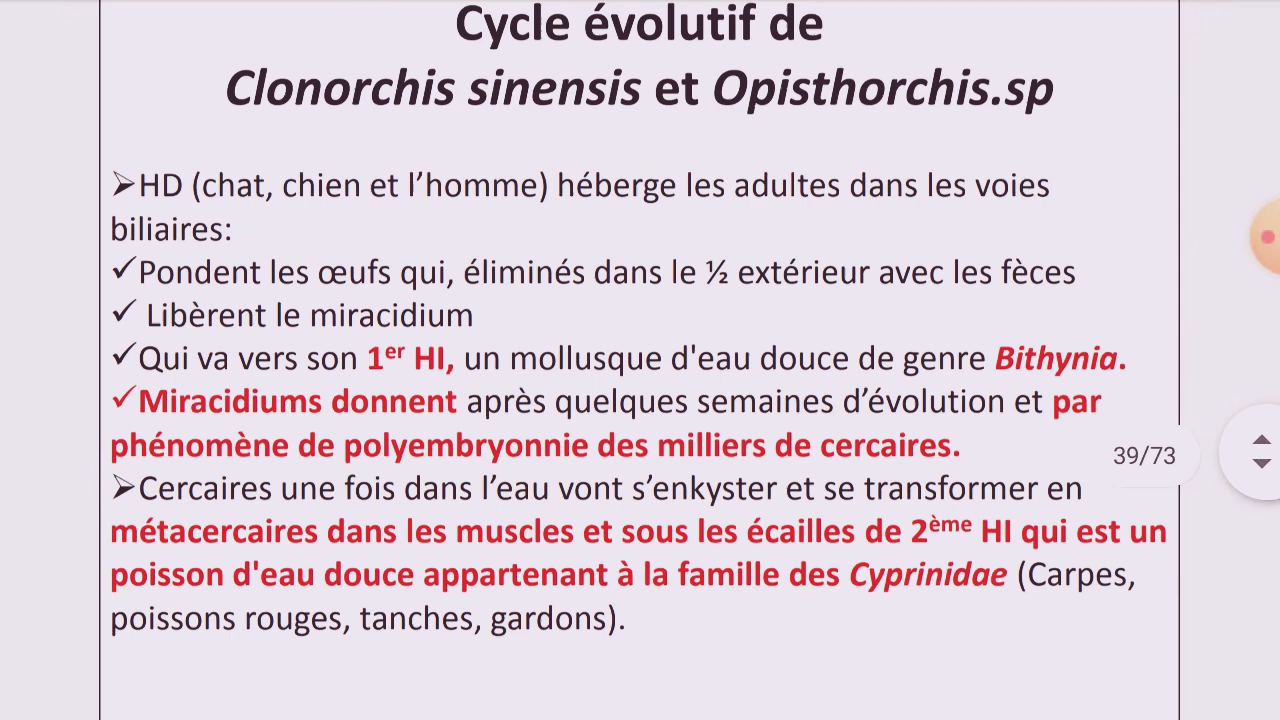 Cycle évolutif de
Clonorchis sinensis et Opisthorchis.sp
➢HD (chat, chien et l’homme) héberge les adultes dans les voies
biliaires:
✓Pondent les œufs qui, éliminés dans le ½ extérieur avec les fèces
✓ Libèrent le miracidium
✓Qui va vers son 1er HI, un mollusque d'eau douce de genre Bithynia.
✓Miracidiums donnent après quelques semaines d’évolution et par
phénomène de polyembryonnie des milliers de cercaires.
39/73
➢Cercaires une fois dans l’eau vont s’enkyster et se transformer en
métacercaires dans les muscles et sous les écailles de 2ème HI qui est un
poisson d'eau douce appartenant à la famille des Cyprinidae (Carpes,
poissons rouges, tanches, gardons).